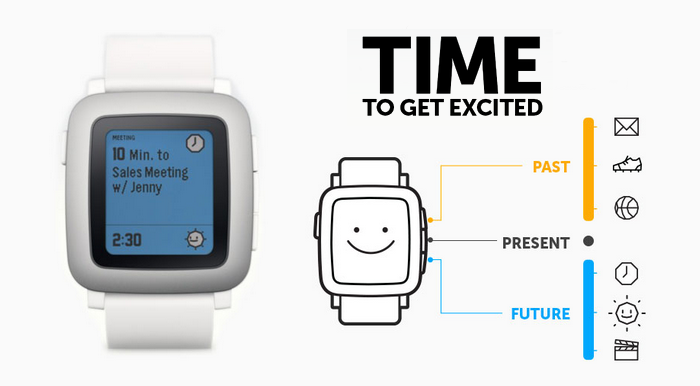 TIME
TO GET EXCITED
MEETING
10 Min. to
Sales Meeting
w/ Jenny
2:30
PAST
PRESENT
FUTURE